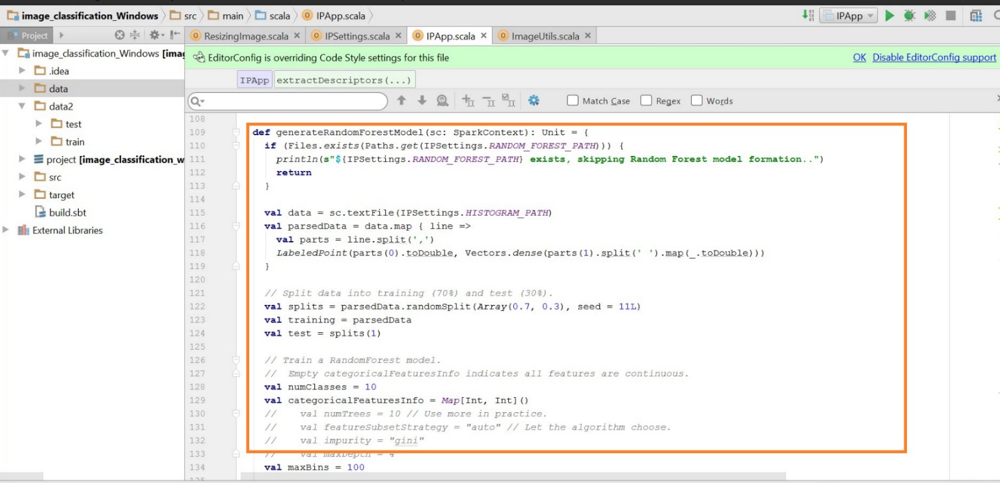 image_classification_Windows src main scala IPApp.scala IPApp
Project ResizingImage.scala × IPSettings.scala × IPApp.scala × ImageUtils.scala ×
image_classification_Windows [imag
.idea
data
data2
test
train
project [image_classification_w
src
target
build.sbt
External Libraries
EditorConfig is overriding Code Style settings for this file OK Disable EditorConfig support
IPApp extractDescriptors(...)
Match Case Regex Words
108
109 def generateRandomForestModel(sc: SparkContext): Unit = {
110 if (Files.exists(Paths.get(IPSettings.RANDOM_FOREST_PATH))) {
111 println(s"${IPSettings.RANDOM_FOREST_PATH} exists, skipping Random Forest model formation..")
112 return
113 }
114
115 val data = sc.textFile(IPSettings.HISTOGRAM_PATH)
116 val parsedData = data.map { line =>
117 val parts = line.split(',')
118 LabeledPoint(parts(0).toDouble, Vectors.dense(parts(1).split(' ').map(_.toDouble)))
119 }
120
121 // Split data into training (70%) and test (30%).
122 val splits = parsedData.randomSplit(Array(0.7, 0.3), seed = 11L)
123 val training = parsedData
124 val test = splits(1)
125
126 // Train a RandomForest model.
127 // Empty categoricalFeaturesInfo indicates all features are continuous.
128 val numClasses = 10
129 val categoricalFeaturesInfo = Map[Int, Int]()
130 // val numTrees = 10 // Use more in practice.
131 // val featureSubsetStrategy = "auto" // Let the algorithm choose.
132 // val impurity = "gini"
133 // val maxDepth = 4
134 val maxBins = 100